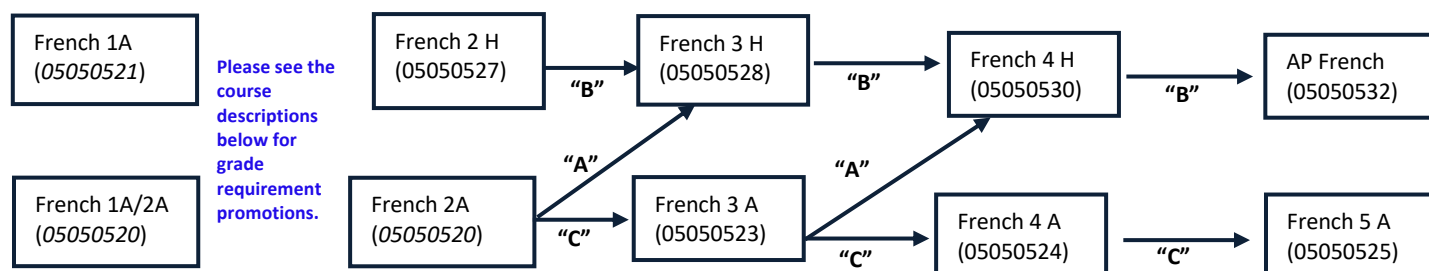 French 1A
(05050521)
Please see the
course
descriptions
below for
grade
requirement
promotions.
French 2 H
(05050527)
“B”
French 3 H
(05050528)
“B”
French 4 H
(05050530)
“B”
AP French
(05050532)
“A”
“A”
French 1A/2A
(05050520)
French 2A
(05050520)
“C”
French 3 A
(05050523)
“C”
French 4 A
(05050524)
“C”
French 5 A
(05050525)